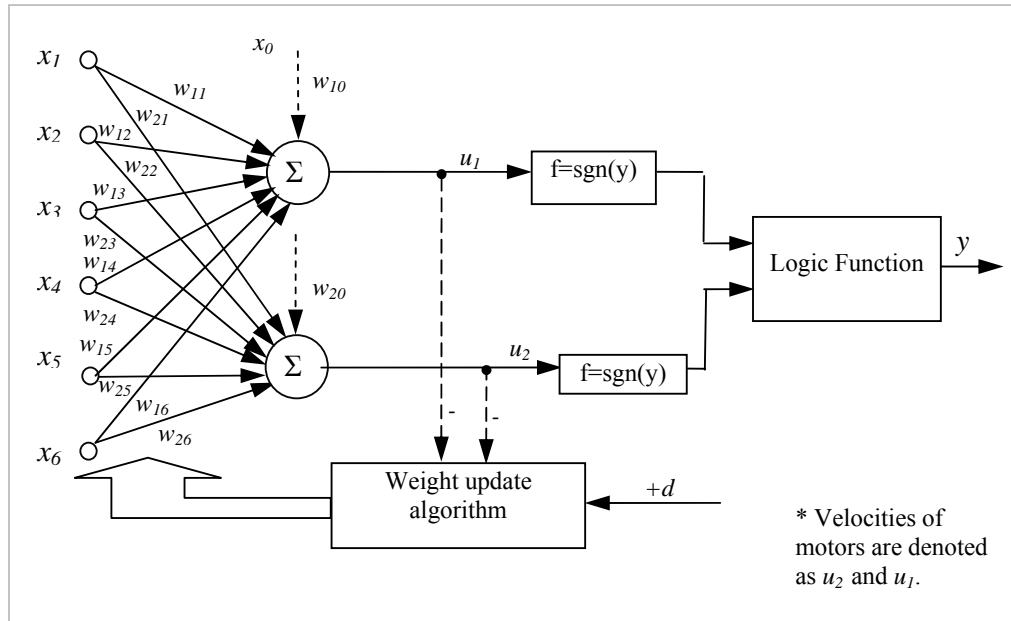 x0
x1
w10
w11
w21
x2
w12
w22
Σ
u1
f=sgn(y)
x3
w13
w23
w14
Logic Function
y
x4
w20
w24
w15
x5
Σ
u2
f=sgn(y)
w25
w16
w26
-
-
x6
Weight update
algorithm
+d
* Velocities of
motors are denoted
as u2 and u1.